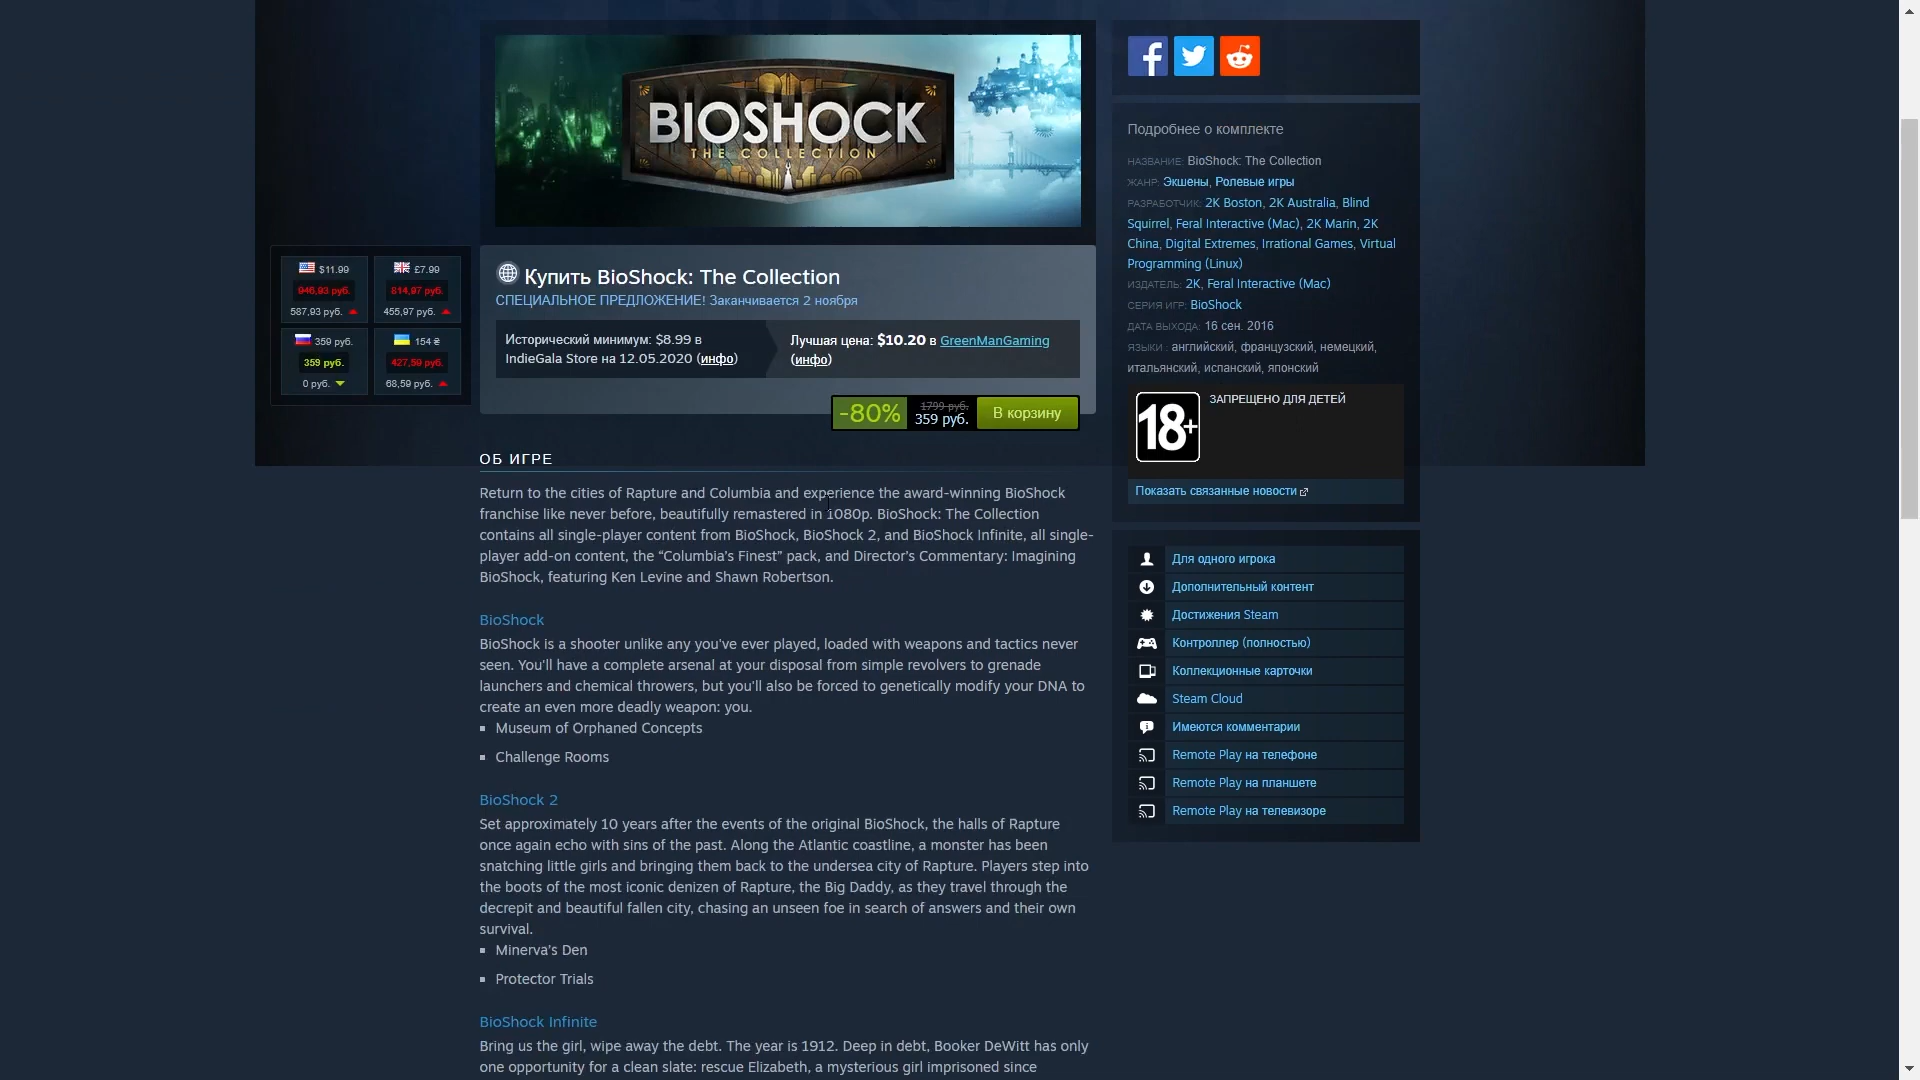 BIOSHOCK
THE COLLECTION
Подробнее о комплекте
НАЗВАНИЕ: BioShock: The Collection
ЖАНР: Экшены, Ролевые игры
РАЗРАБОТЧИК: 2K Boston, 2K Australia, Blind
Squirrel, Feral Interactive (Mac), 2K Marin, 2K
China, Digital Extremes, Irrational Games, Virtual
Programming (Linux)
ИЗДАТЕЛЬ: 2K, Feral Interactive (Mac)
СЕРИЯ ИГР: BioShock
ДАТА ВЫХОДА: 16 сен. 2016
ЯЗЫКИ : английский, французский, немецкий,
итальянский, испанский, японский
18+
ЗАПРЕЩЕНО ДЛЯ ДЕТЕЙ
Показать связанные новости
$11.99
946,93 руб.
587,93 руб.
£7.99
814,97 руб.
455,97 руб.
359 руб.
359 руб.
0 руб.
154 ₴
427,59 руб.
68,59 руб.
Купить BioShock: The Collection
СПЕЦИАЛЬНОЕ ПРЕДЛОЖЕНИЕ! Заканчивается 2 ноября
Исторический минимум: $8.99 в
IndieGala Store на 12.05.2020 (инфо)
Лучшая цена: $10.20 в GreenManGaming
(инфо)
-80%
1799 руб.
359 руб.
В корзину
ОБ ИГРЕ
Return to the cities of Rapture and Columbia and experience the award-winning BioShock
franchise like never before, beautifully remastered in 1080p. BioShock: The Collection
contains all single-player content from BioShock, BioShock 2, and BioShock Infinite, all single-
player add-on content, the “Columbia’s Finest” pack, and Director’s Commentary: Imagining
BioShock, featuring Ken Levine and Shawn Robertson.
BioShock
BioShock is a shooter unlike any you've ever played, loaded with weapons and tactics never
seen. You'll have a complete arsenal at your disposal from simple revolvers to grenade
launchers and chemical throwers, but you'll also be forced to genetically modify your DNA to
create an even more deadly weapon: you.
Museum of Orphaned Concepts
Challenge Rooms
BioShock 2
Set approximately 10 years after the events of the original BioShock, the halls of Rapture
once again echo with sins of the past. Along the Atlantic coastline, a monster has been
snatching little girls and bringing them back to the undersea city of Rapture. Players step into
the boots of the most iconic denizen of Rapture, the Big Daddy, as they travel through the
decrepit and beautiful fallen city, chasing an unseen foe in search of answers and their own
survival.
Minerva's Den
Protector Trials
BioShock Infinite
Bring us the girl, wipe away the debt. The year is 1912. Deep in debt, Booker DeWitt has only
one opportunity for a clean slate: rescue Elizabeth, a mysterious girl imprisoned since
Для одного игрока
Дополнительный контент
Достижения Steam
Контроллер (полностью)
Коллекционные карточки
Steam Cloud
Имеются комментарии
Remote Play на телефоне
Remote Play на планшете
Remote Play на телевизоре